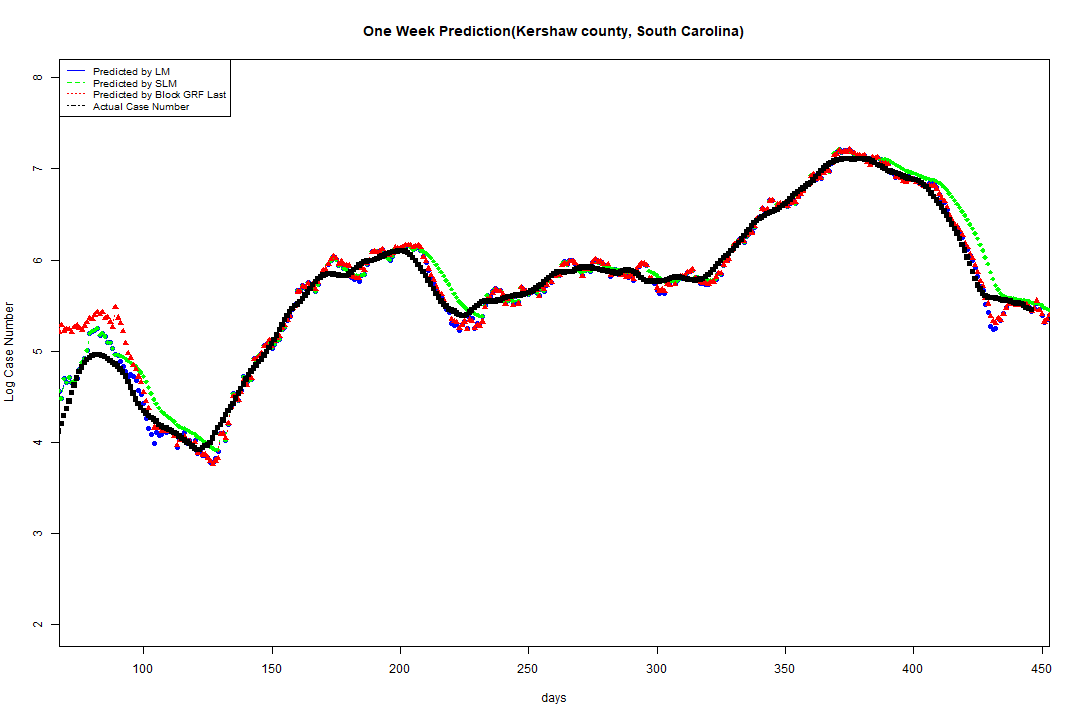 One Week Prediction(Kershaw county, South Carolina)
Predicted by LM
Predicted by SLM
Predicted by Block GRF Last
Actual Case Number
8
7
6
5
4
3
2
Log Case Number
100 150 200 250 300 350 400 450
days